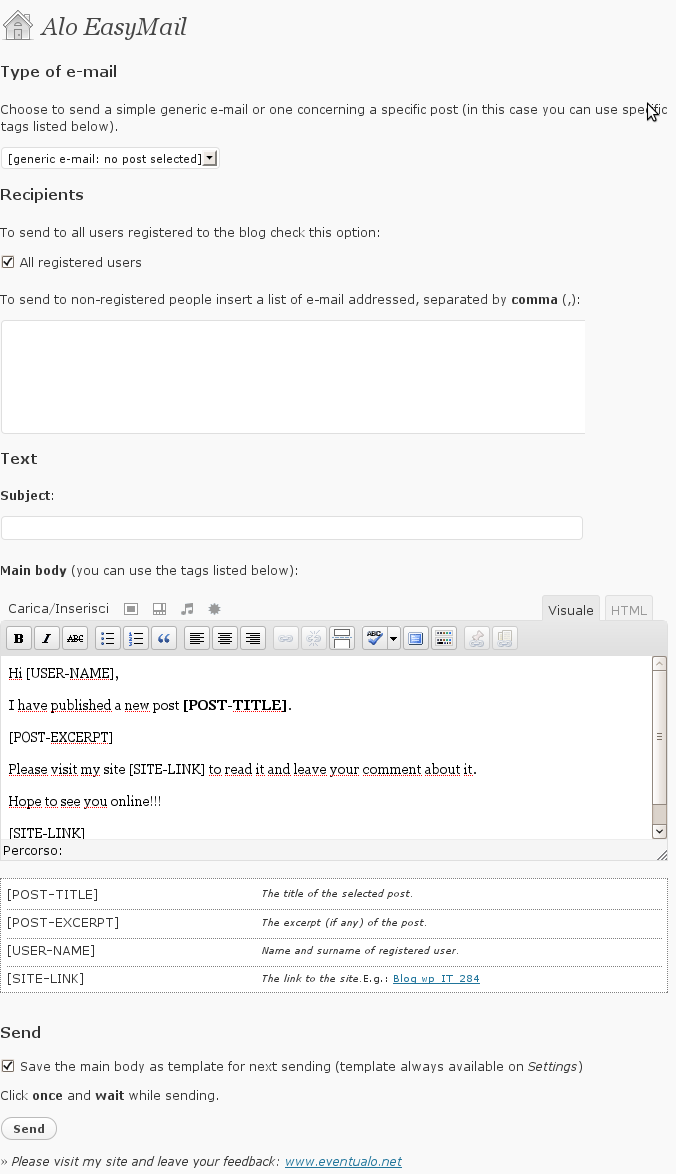 Alo EasyMail
Type of e-mail
Choose to send a simple generic e-mail or one concerning a specific post (in this case you can use specific
tags listed below).
[generic e-mail: no post selected]
Recipients
To send to all users registered to the blog check this option:
All registered users
To send to non-registered people insert a list of e-mail addressed, separated by comma (,):
Text
Subject:
Main body (you can use the tags listed below):
Carica/Inserisci
Visuale HTML
B I ABC ABC
Hi [USER-NAME],
I have published a new post [POST-TITLE].
[POST-EXCERPT]
Please visit my site [SITE-LINK] to read it and leave your comment about it.
Hope to see you online!!!
[SITE-LINK]
Percorso:
[POST-TITLE] The title of the selected post.
[POST-EXCERPT] The excerpt (if any) of the post.
[USER-NAME] Name and surname of registered user.
[SITE-LINK] The link to the site.E.g.: Blog wp IT 284
Send
Save the main body as template for next sending (template always available on Settings)
Click once and wait while sending.
Send
» Please visit my site and leave your feedback: www.eventualo.net